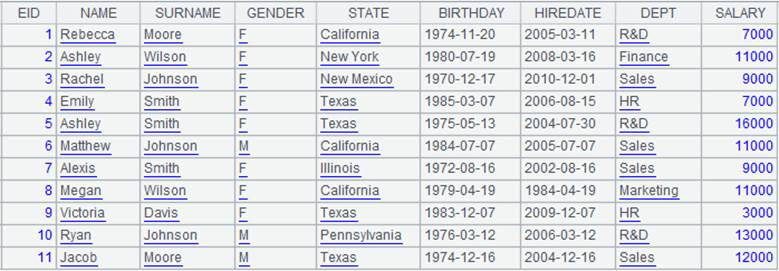 EID NAME SURNAME GENDER STATE BIRTHDAY HIREDATE DEPT SALARY
1 Rebecca Moore F California 1974-11-20 2005-03-11 R&D 7000
2 Ashley Wilson F New York 1980-07-19 2008-03-16 Finance 11000
3 Rachel Johnson F New Mexico 1970-12-17 2010-12-01 Sales 9000
4 Emily Smith F Texas 1985-03-07 2006-08-15 HR 7000
5 Ashley Smith F Texas 1975-05-13 2004-07-30 R&D 16000
6 Matthew Johnson M California 1984-07-07 2005-07-07 Sales 11000
7 Alexis Smith F Illinois 1972-08-16 2002-08-16 Sales 9000
8 Megan Wilson F California 1979-04-19 1984-04-19 Marketing 11000
9 Victoria Davis F Texas 1983-12-07 2009-12-07 HR 3000
10 Ryan Johnson M Pennsylvania 1976-03-12 2006-03-12 R&D 13000
11 Jacob Moore M Texas 1974-12-16 2004-12-16 Sales 12000